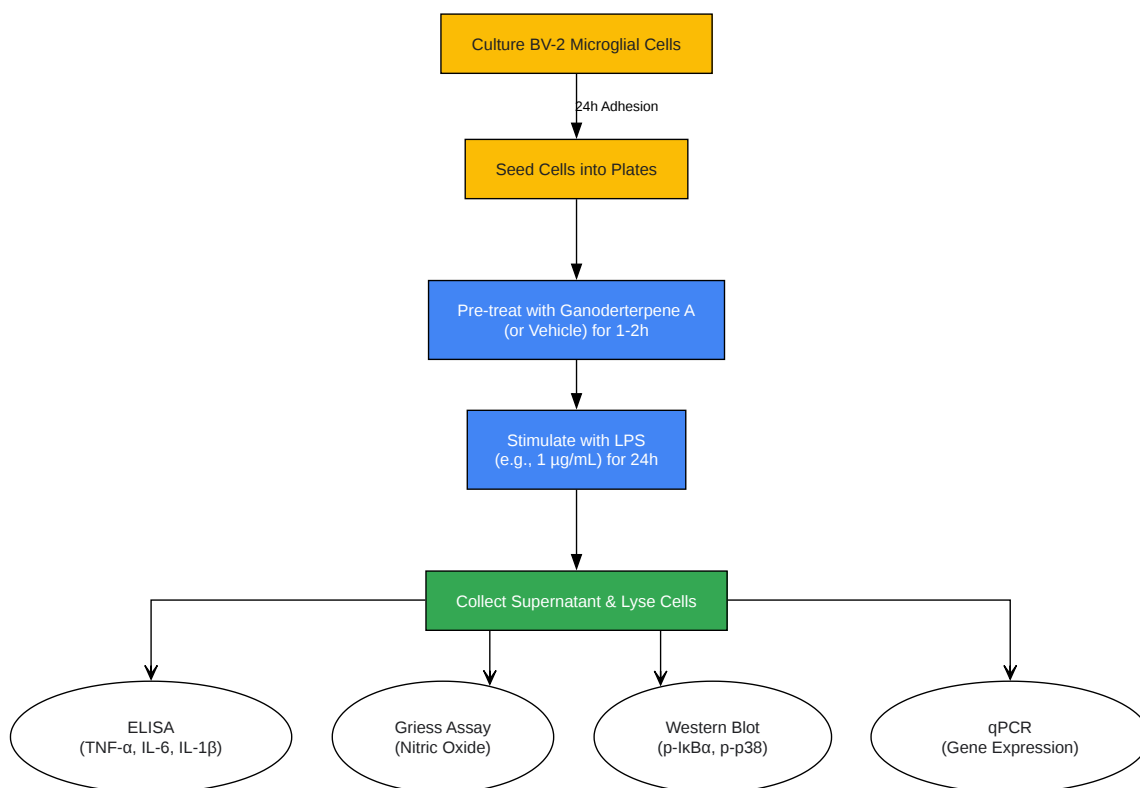 Culture BV-2 Microglial Cells
24h Adhesion
Seed Cells into Plates
Pre-treat with Ganoderterpene A
(or Vehicle) for 1-2h
Stimulate with LPS
(e.g., 1 µg/mL) for 24h
Collect Supernatant & Lyse Cells
ELISA
(TNF-α, IL-6, IL-1β)
Griess Assay
(Nitric Oxide)
Western Blot
(p-IκBα, p-p38)
qPCR
(Gene Expression)